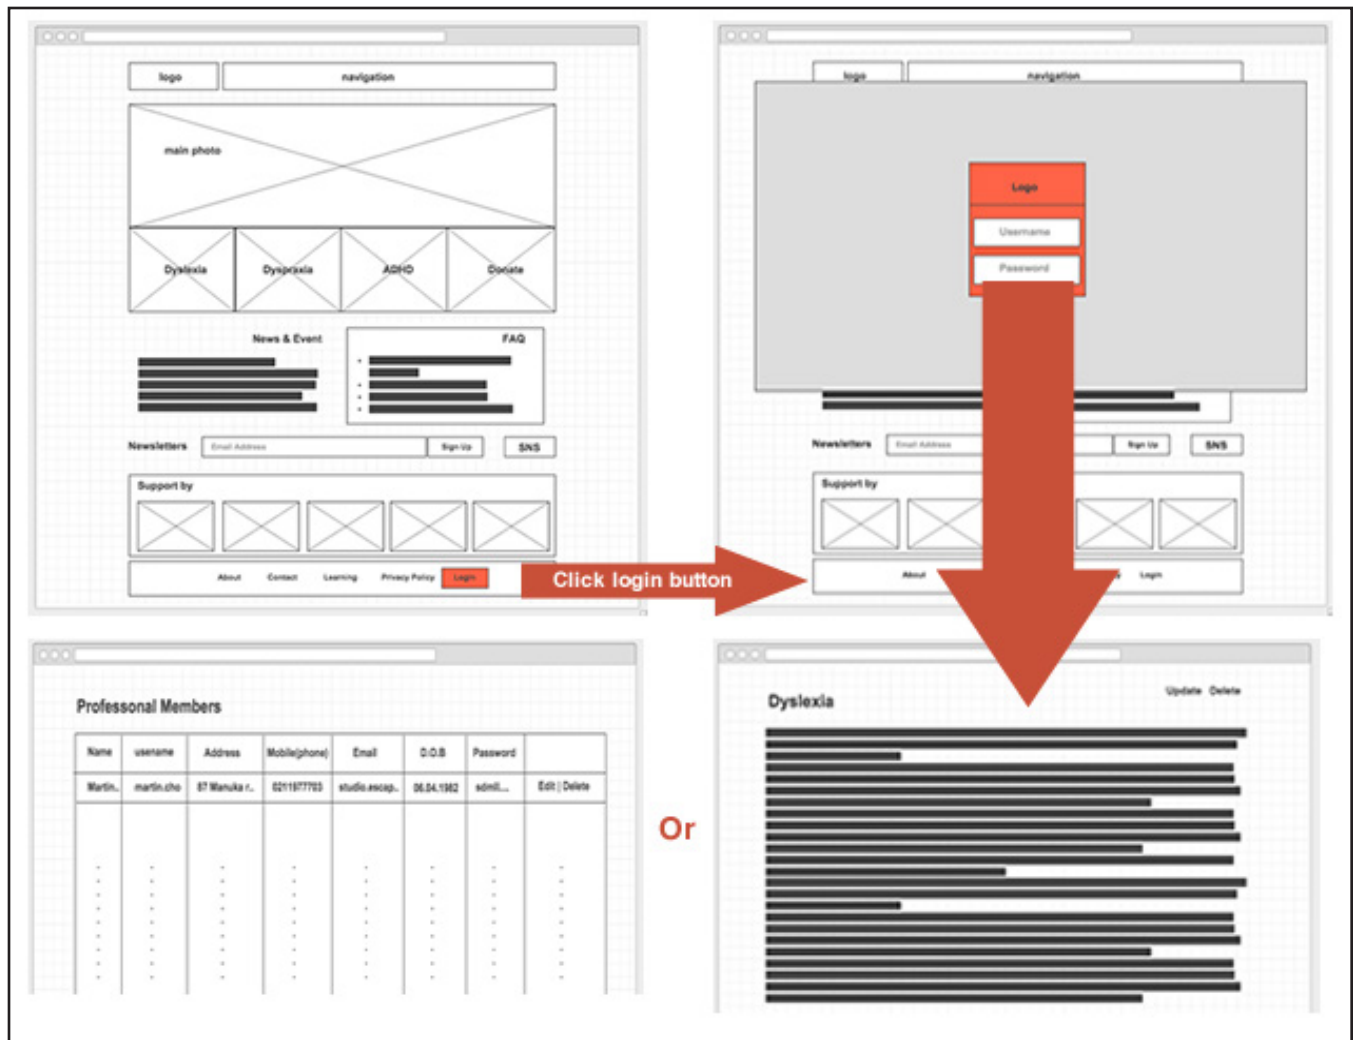 logo navigation
main photo
Dyslexia Dyspraxia ADHD Donate
News & Event FAQ
Newsletters Email Address Sign Up SNS
Support by
About Contact Learning Privacy Policy Login
Click login button
logo navigation
Logo
Username
Password
Newsletters Email Address Sign Up SNS
Support by
About Login
Professonal Members
Name usename Address Mobile(phone) Email D.O.B Password
Martin.. martin.cho 87 Manuka r.. 0211977703 studio.escap.. 06.04.1982 sdmil.... Edit | Delete
Or
Dyslexia Update Delete